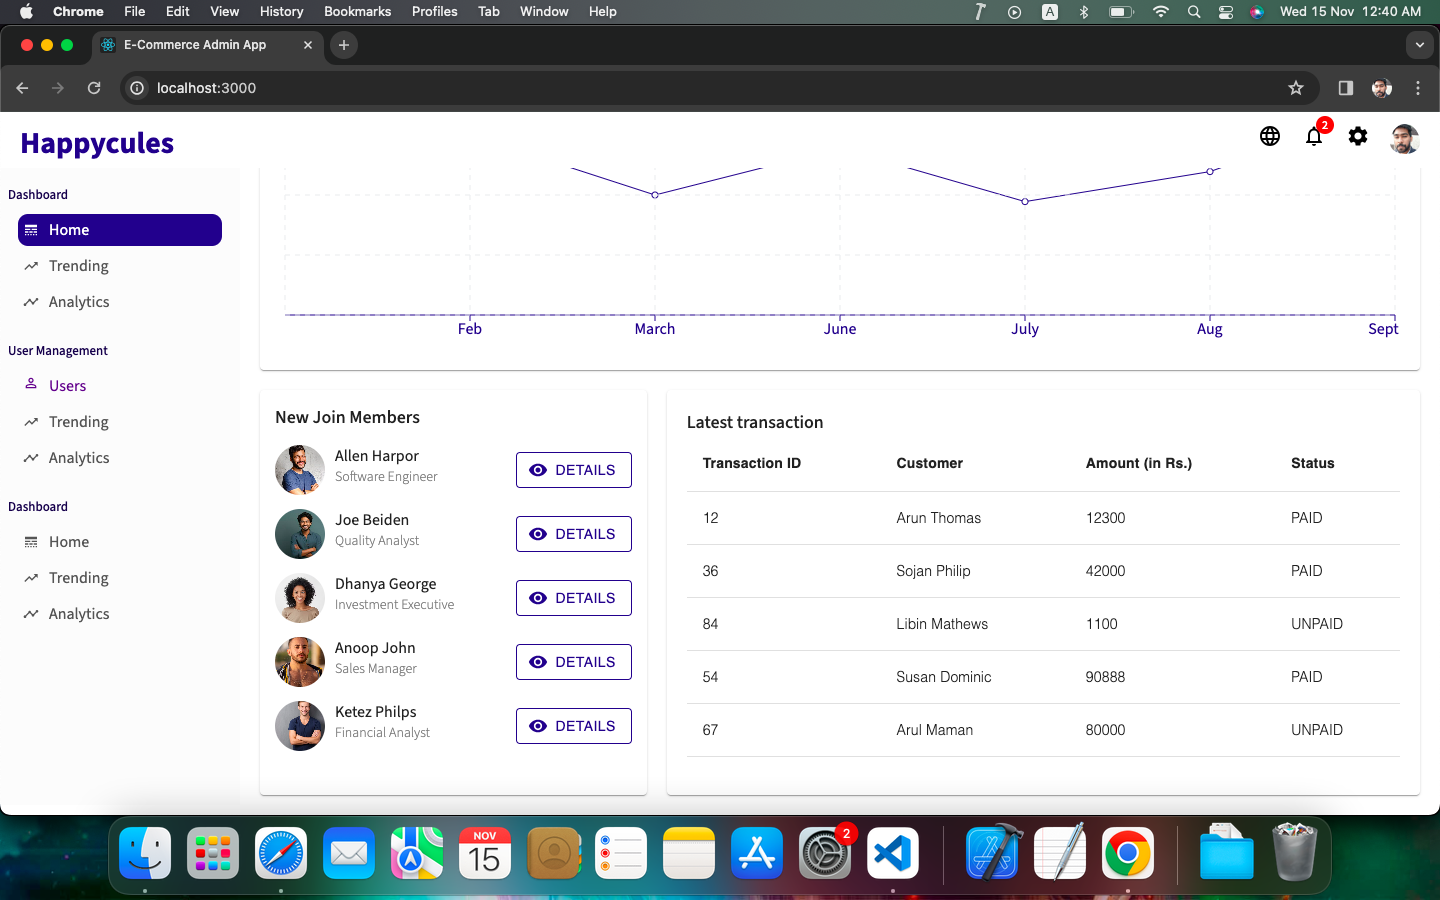 Chrome File Edit View History Bookmarks Profiles Tab Window Help A Wed 15 Nov 12:40 AM
E-Commerce Admin App
localhost:3000
Happycules
2
Dashboard
Home
Trending
Analytics
User Management
Users
Trending
Analytics
Dashboard
Home
Trending
Analytics
Feb March June July Aug Sept
New Join Members
Allen Harpor
Software Engineer
DETAILS
Joe Beiden
Quality Analyst
DETAILS
Dhanya George
Investment Executive
DETAILS
Anoop John
Sales Manager
DETAILS
Ketez Philps
Financial Analyst
DETAILS
Latest transaction
Transaction ID Customer Amount (in Rs.) Status
12 Arun Thomas 12300 PAID
36 Sojan Philip 42000 PAID
84 Libin Mathews 1100 UNPAID
54 Susan Dominic 90888 PAID
67 Arul Maman 80000 UNPAID
NOV
15
2